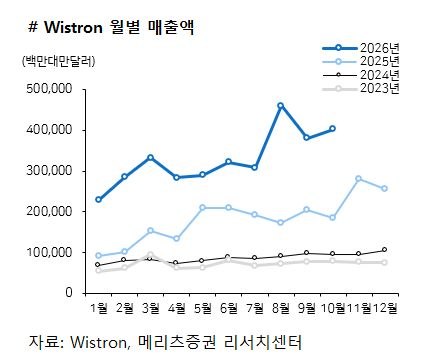 # Wistron 월별 매출액
(백만대만달러)
2026년
2025년
2024년
2023년
500,000
400,000
300,000
200,000
100,000
0
1월 2월 3월 4월 5월 6월 7월 8월 9월 10월 11월 12월
자료: Wistron, 메리츠증권 리서치센터